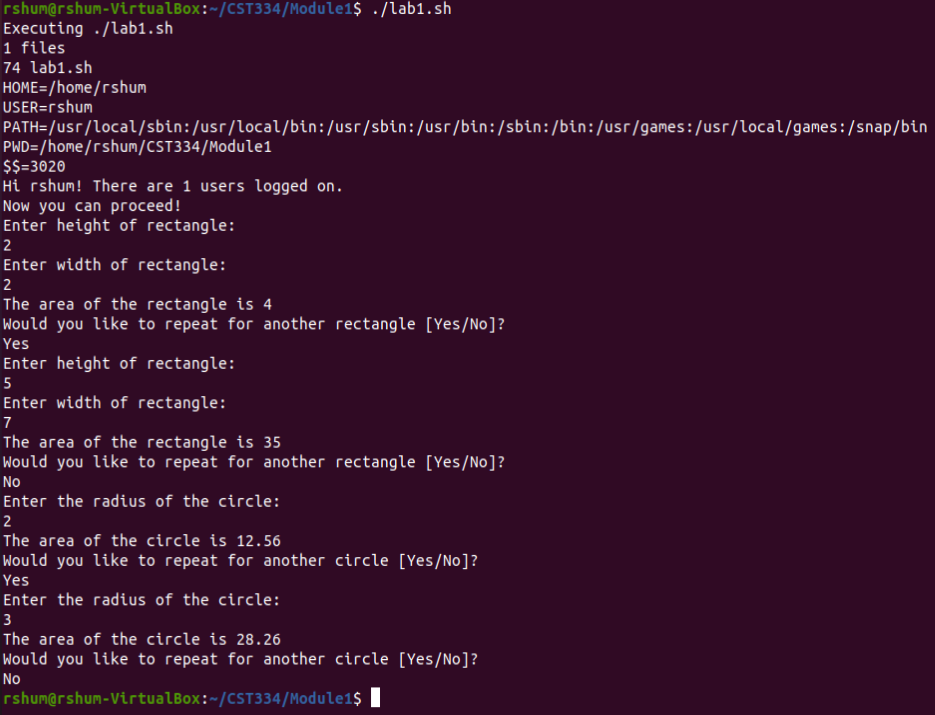 rshum@rshum-VirtualBox:~/CST334/Module1$ ./lab1.sh
Executing ./lab1.sh
1 files
74 lab1.sh
HOME=/home/rshum
USER=rshum
PATH=/usr/local/sbin:/usr/local/bin:/usr/sbin:/usr/bin:/sbin:/bin:/usr/games:/usr/local/games:/snap/bin
PWD=/home/rshum/CST334/Module1
$$=3020
Hi rshum! There are 1 users logged on.
Now you can proceed!
Enter height of rectangle:
2
Enter width of rectangle:
2
The area of the rectangle is 4
Would you like to repeat for another rectangle [Yes/No]?
Yes
Enter height of rectangle:
5
Enter width of rectangle:
7
The area of the rectangle is 35
Would you like to repeat for another rectangle [Yes/No]?
No
Enter the radius of the circle:
2
The area of the circle is 12.56
Would you like to repeat for another circle [Yes/No]?
Yes
Enter the radius of the circle:
3
The area of the circle is 28.26
Would you like to repeat for another circle [Yes/No]?
No
rshum@rshum-VirtualBox:~/CST334/Module1$